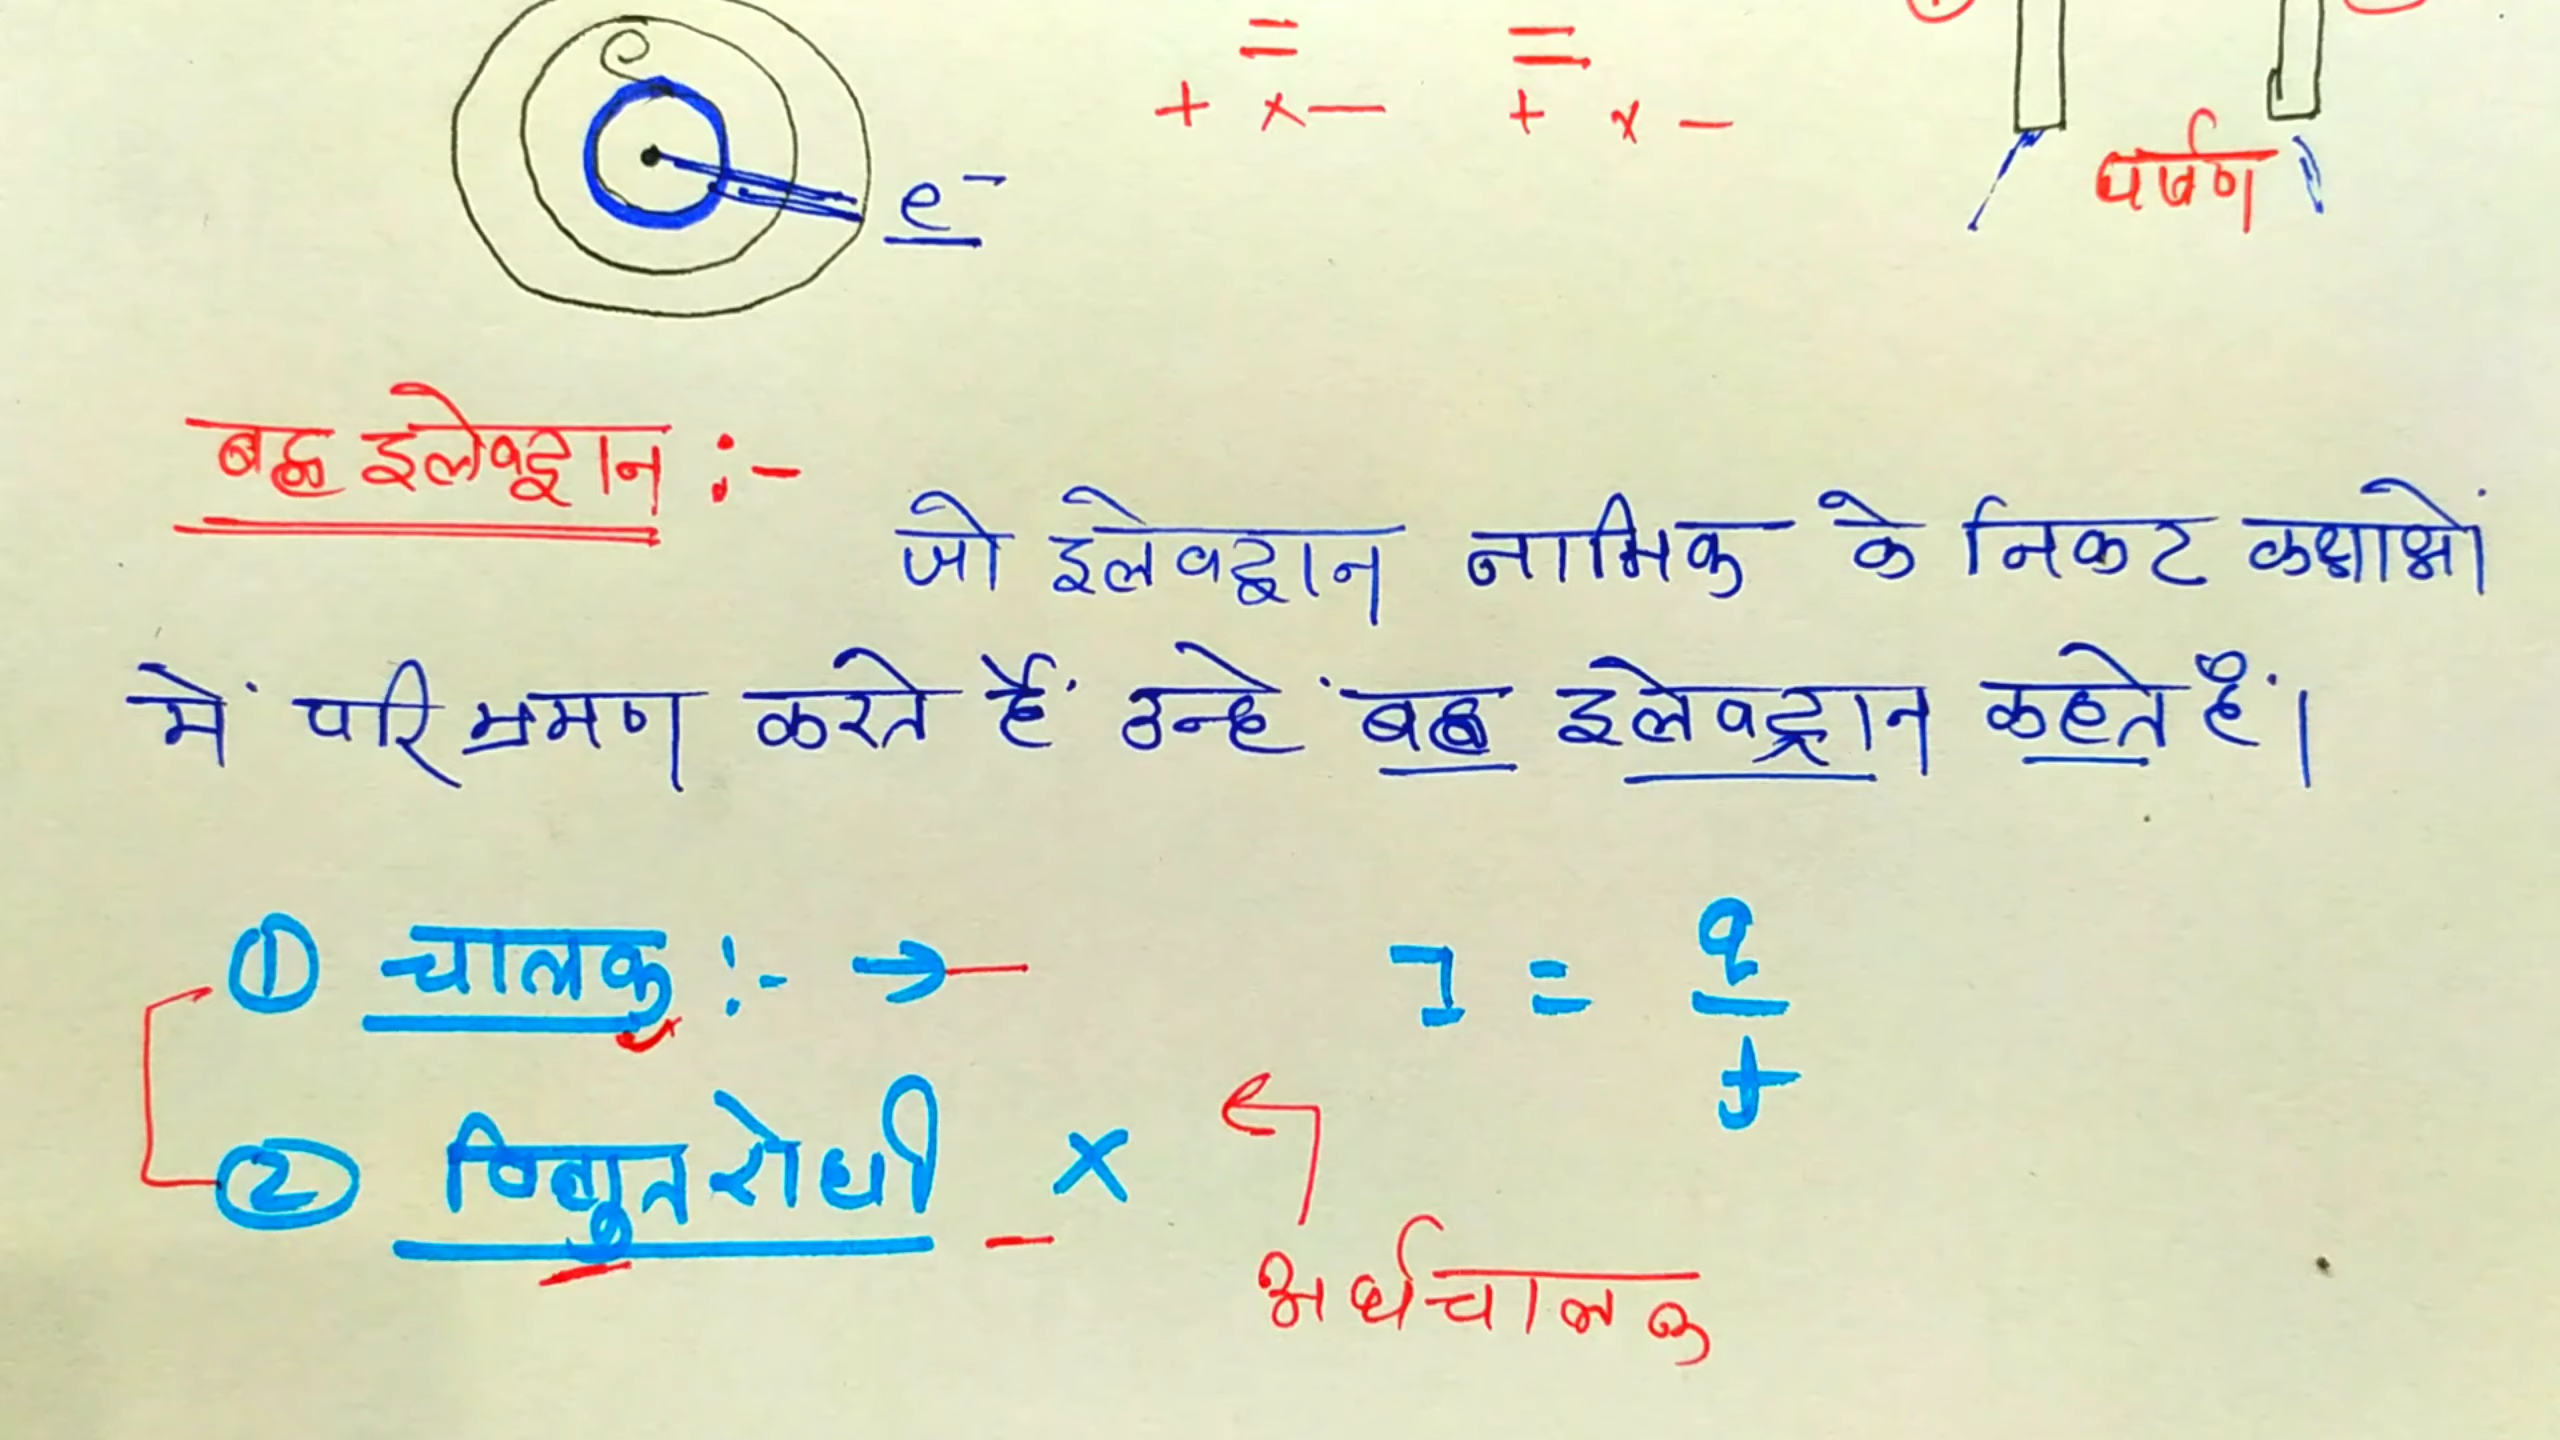 e
= =
+ × — + × —
घर्षण
e⁻
बद्ध इलेक्ट्रान :-
जो इलेक्ट्रान नाभिक के निकट कक्षाओं
में परिभ्रमण करते हैं उन्हें बद्ध इलेक्ट्रान कहते हैं।
① चालक :- → —
I = q/t
② विद्युतरोधी — ×
अर्धचालक